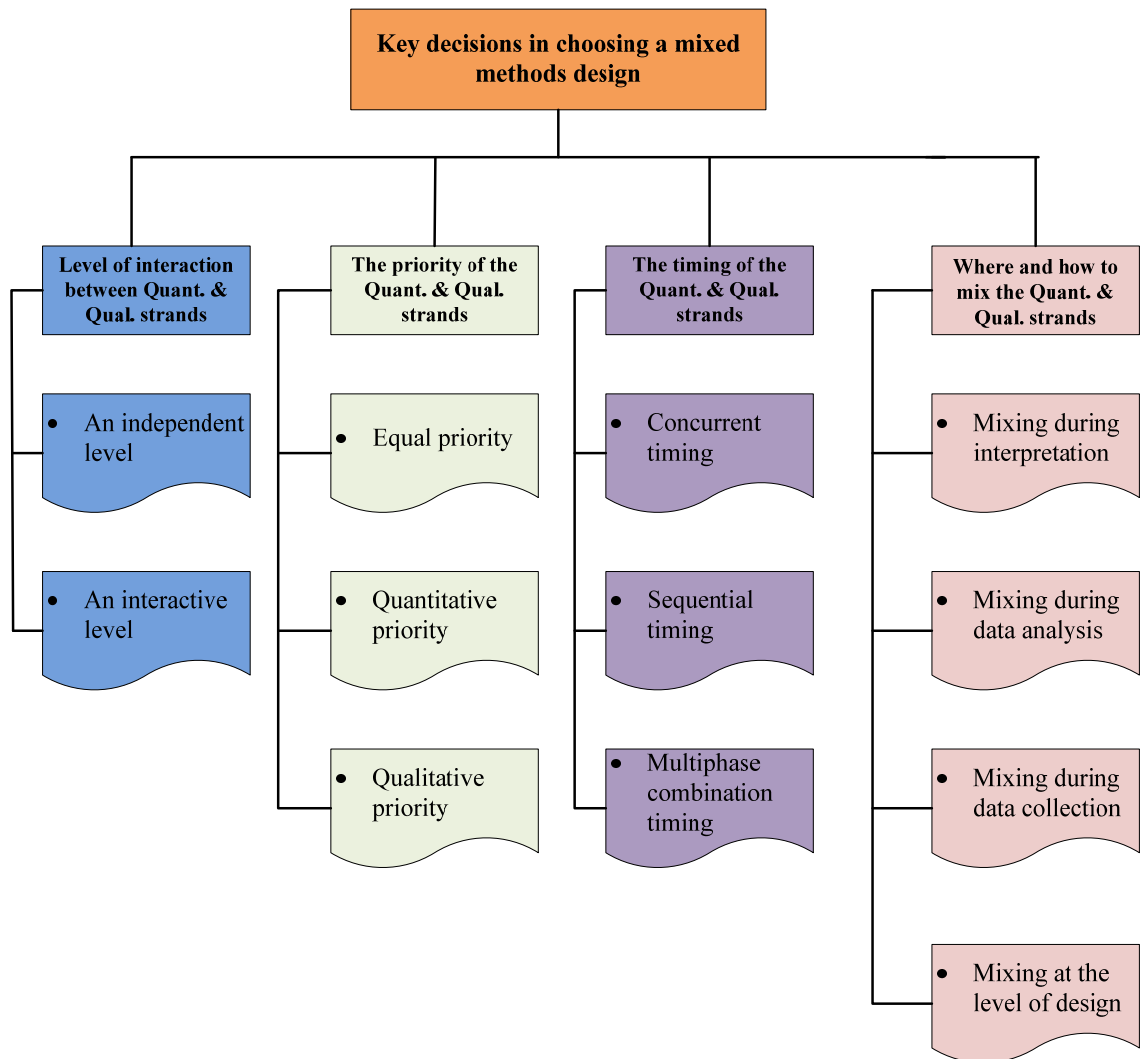 Key decisions in choosing a mixed
methods design
Level of interaction
between Quant. &
Qual. strands
• An independent
level
• An interactive
level
The priority of the
Quant. & Qual.
strands
• Equal priority
• Quantitative
priority
• Qualitative
priority
The timing of the
Quant. & Qual.
strands
• Concurrent
timing
• Sequential
timing
• Multiphase
combination
timing
Where and how to
mix the Quant. &
Qual. strands
• Mixing during
interpretation
• Mixing during
data analysis
• Mixing during
data collection
• Mixing at the
level of design